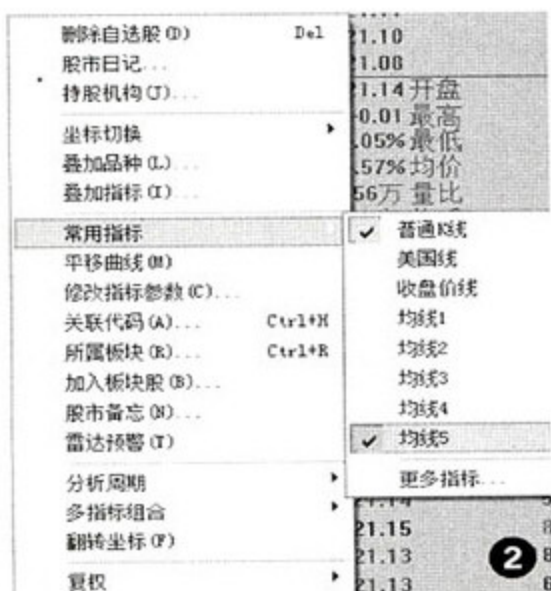 删除自选股(D) Del
股市日记...
持股机构(J)...
坐标切换
叠加品种(L)...
叠加指标(I)...
常用指标
平移曲线(M)
修改指标参数(C)...
关联代码(A)... Ctrl+H
所属板块(R)... Ctrl+R
加入板块股(B)...
股市备忘(N)...
雷达预警(T)
分析周期
多指标组合
翻转坐标(F)
复权
普通K线
美国线
收盘价线
均线1
均线2
均线3
均线4
均线5
更多指标...
21.10
21.08
21.14 开盘
0.01 最高
.05% 最低
.57% 均价
56万 量比
21.14
21.15
21.13
21.13
2